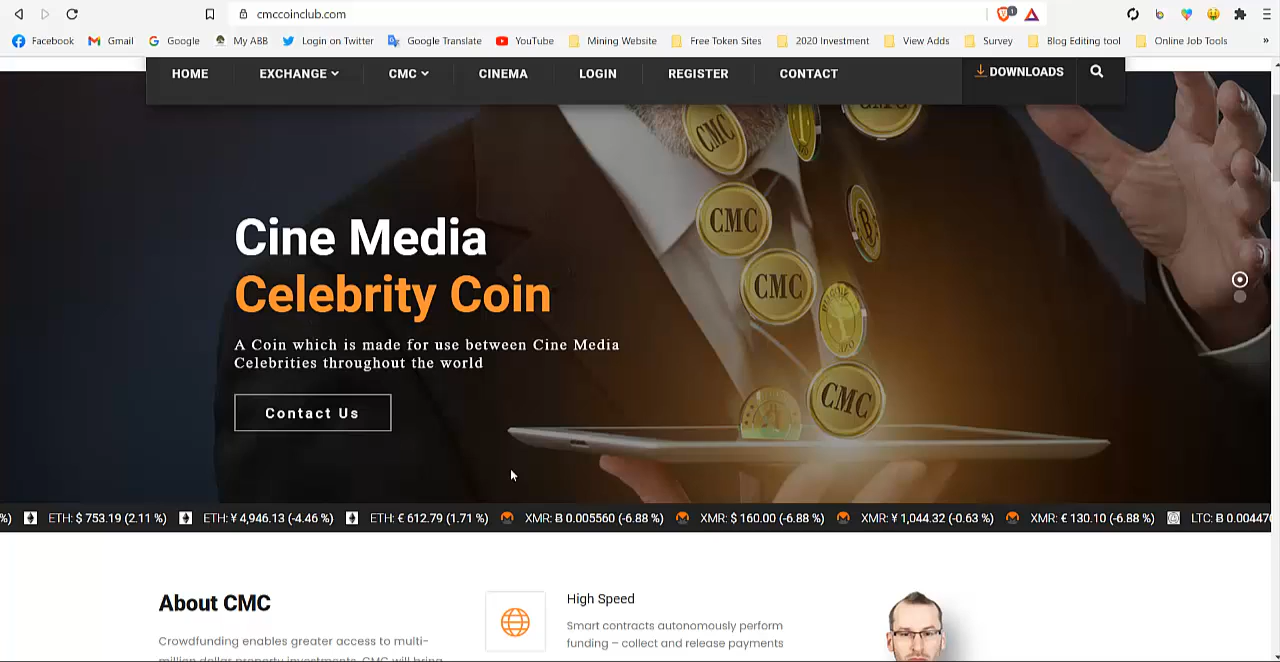 cmccoinclub.com
1
Facebook Gmail Google My ABB Login on Twitter Google Translate YouTube Mining Website Free Token Sites 2020 Investment View Adds Survey Blog Editing tool Online Job Tools »
HOME EXCHANGE CMC CINEMA LOGIN REGISTER CONTACT DOWNLOADS
CMC
CMC
CMC
CMC
Cine Media
Celebrity Coin
A Coin which is made for use between Cine Media
Celebrities throughout the world
Contact Us
%) ETH: $ 753.19 (2.11 %) ETH: ¥ 4,946.13 (-4.46 %) ETH: € 612.79 (1.71 %) XMR: Ƀ 0.005560 (-6.88 %) XMR: $ 160.00 (-6.88 %) XMR: ¥ 1,044.32 (-0.63 %) XMR: € 130.10 (-6.88 %) LTC: Ƀ 0.00447
About CMC
High Speed
Crowdfunding enables greater access to multi-
million dollar property investments. CMC will bring
Smart contracts autonomously perform
funding – collect and release payments